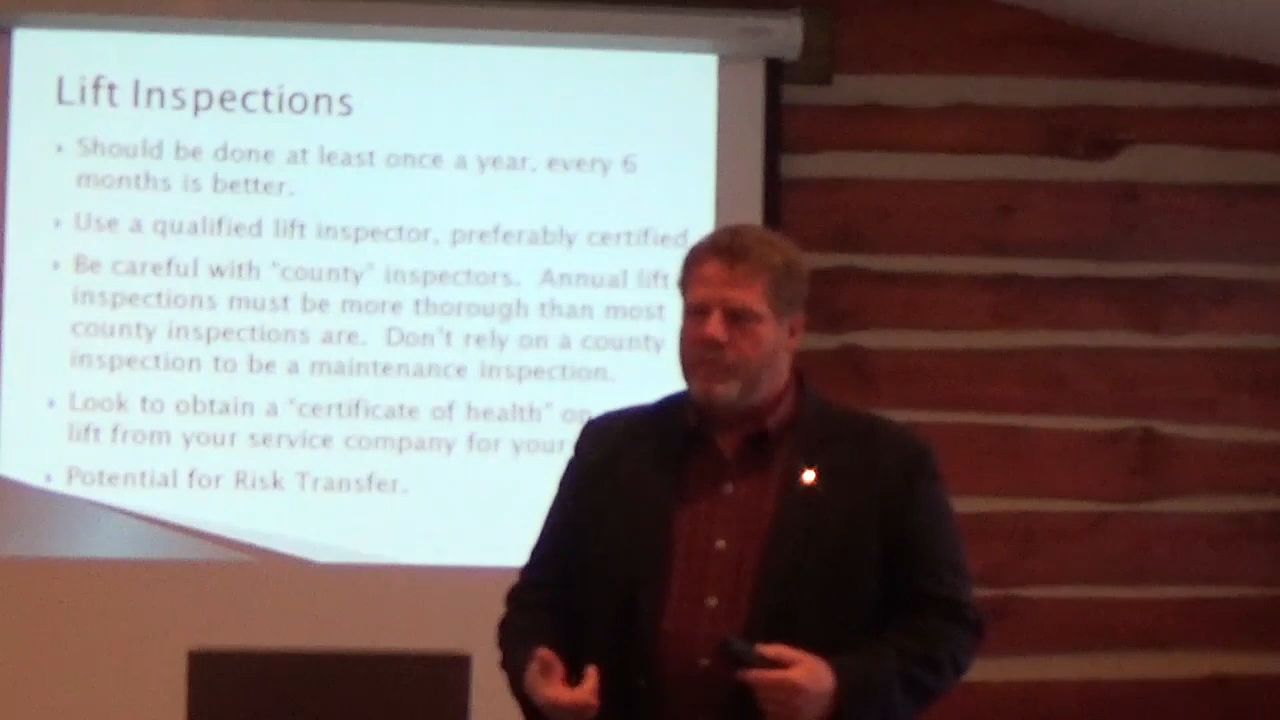 Lift Inspections
Should be done at least once a year, every 6
months is better.
Use a qualified lift inspector, preferably certified
Be careful with "county" inspectors. Annual lift
inspections must be more thorough than most
county inspections are. Don't rely on a county
inspection to be a maintenance inspection.
Look to obtain a "certificate of health" on
lift from your service company for your
Potential for Risk Transfer.